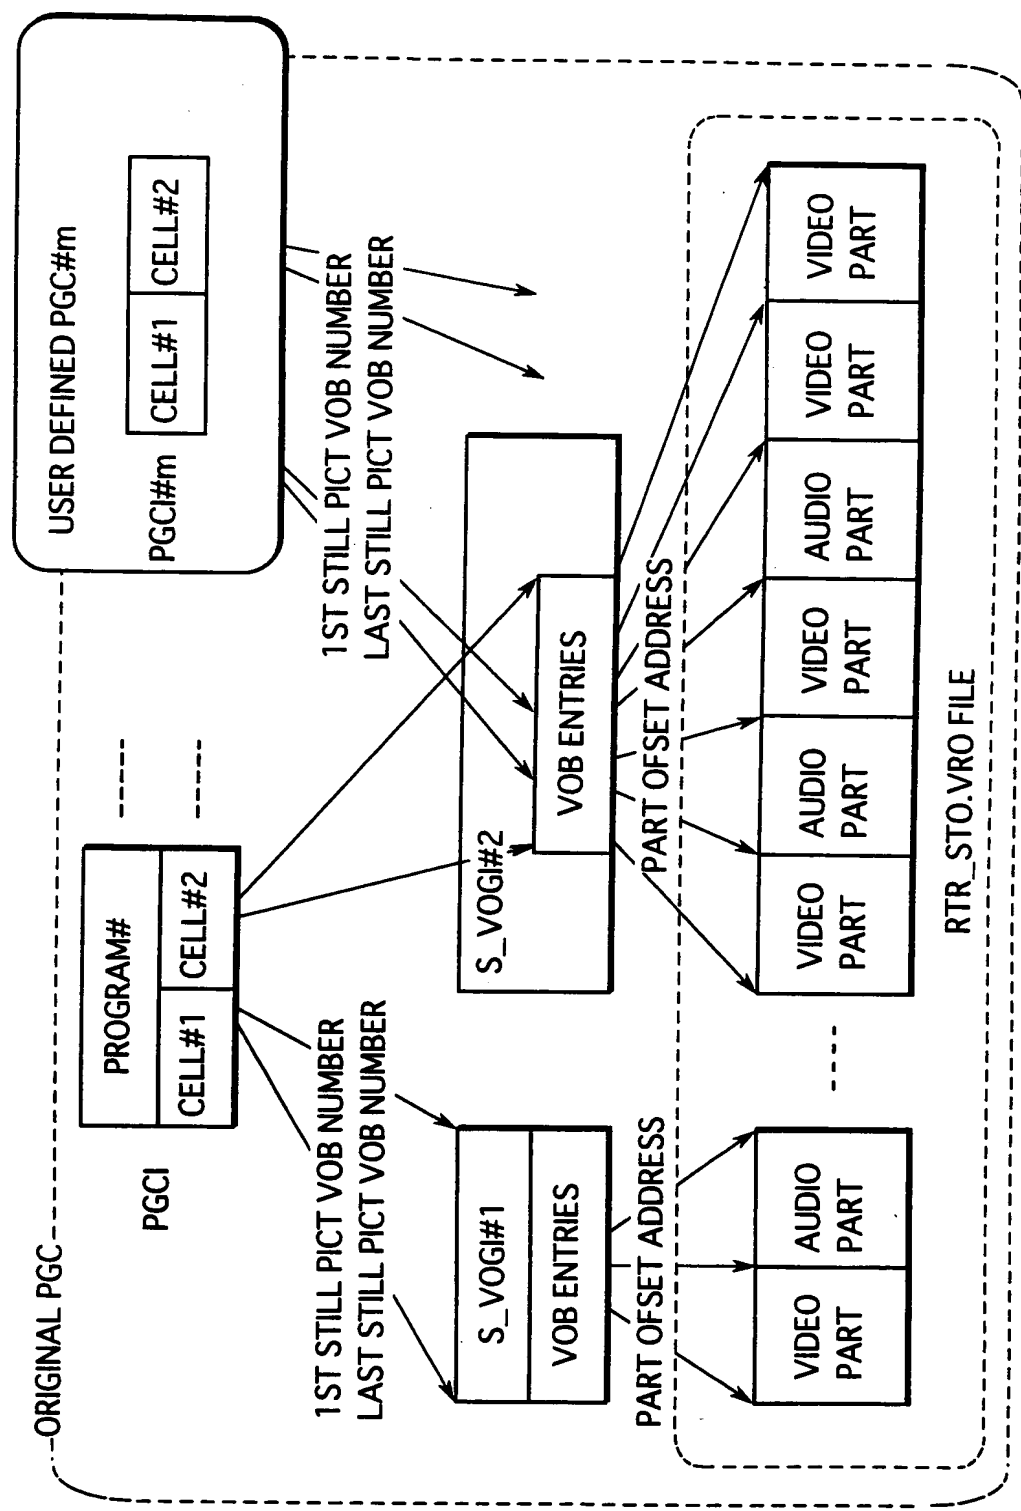 ORIGINAL PGC
USER DEFINED PGC#m
PGCI#m
CELL#1
CELL#2
PGCI
PROGRAM#
CELL#1
CELL#2
1ST STILL PICT VOB NUMBER
LAST STILL PICT VOB NUMBER
1ST STILL PICT VOB NUMBER
LAST STILL PICT VOB NUMBER
S_VOGI#1
VOB ENTRIES
S_VOGI#2
VOB ENTRIES
PART OFSET ADDRESS
PART OFSET ADDRESS
VIDEO
PART
AUDIO
PART
VIDEO
PART
AUDIO
PART
VIDEO
PART
AUDIO
PART
VIDEO
PART
VIDEO
PART
RTR_STO.VRO FILE